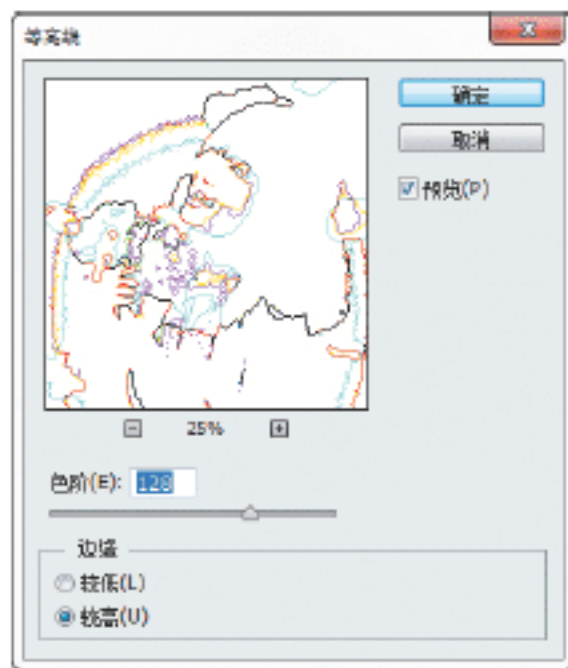 等高线
确定
取消
预览(P)
25%
色阶(E): 128
边缘
较低(L)
较高(U)